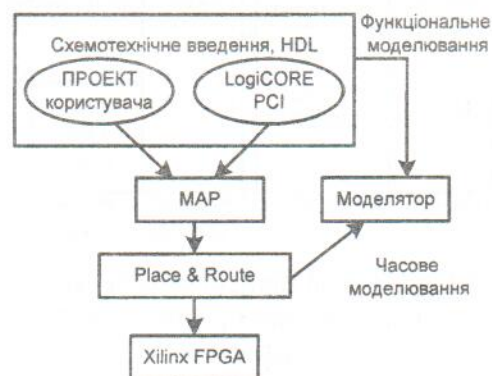 Функціональне
моделювання
Схемотехнічне введення, HDL
ПРОЕКТ
користувача
LogiCORE
PCI
MAP
Моделятор
Place & Route
Часове
моделювання
Xilinx FPGA